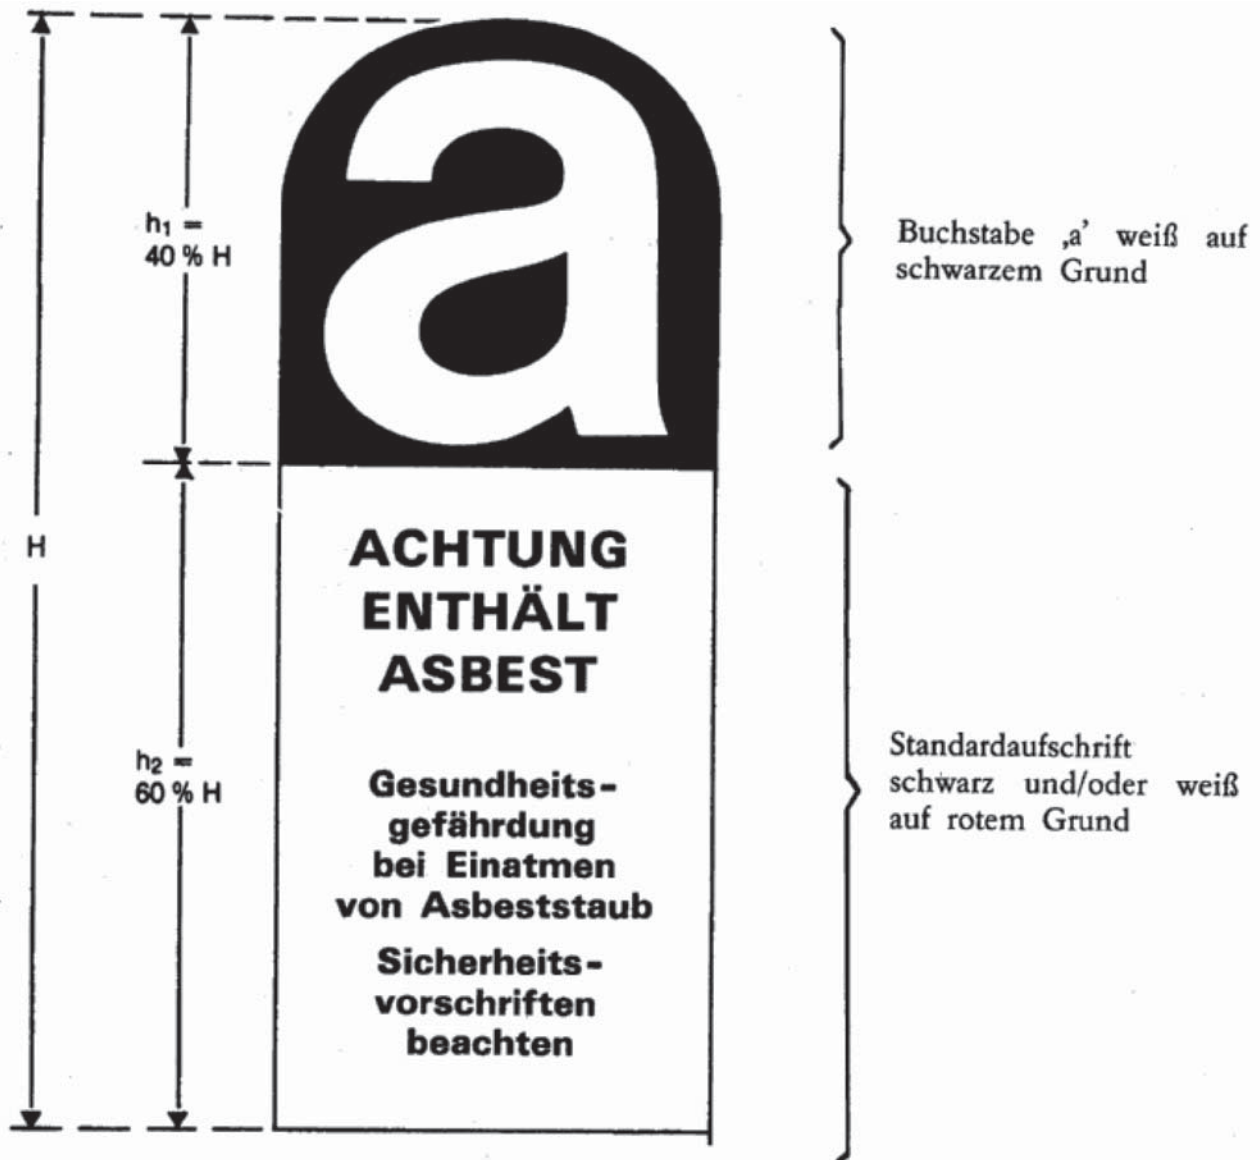 a
h₁ =
40 % H
Buchstabe ‚a’ weiß auf
schwarzem Grund
H
ACHTUNG
ENTHÄLT
ASBEST
h₂ =
60 % H
Gesundheits-
gefährdung
bei Einatmen
von Asbeststaub
Sicherheits-
vorschriften
beachten
Standardaufschrift
schwarz und/oder weiß
auf rotem Grund